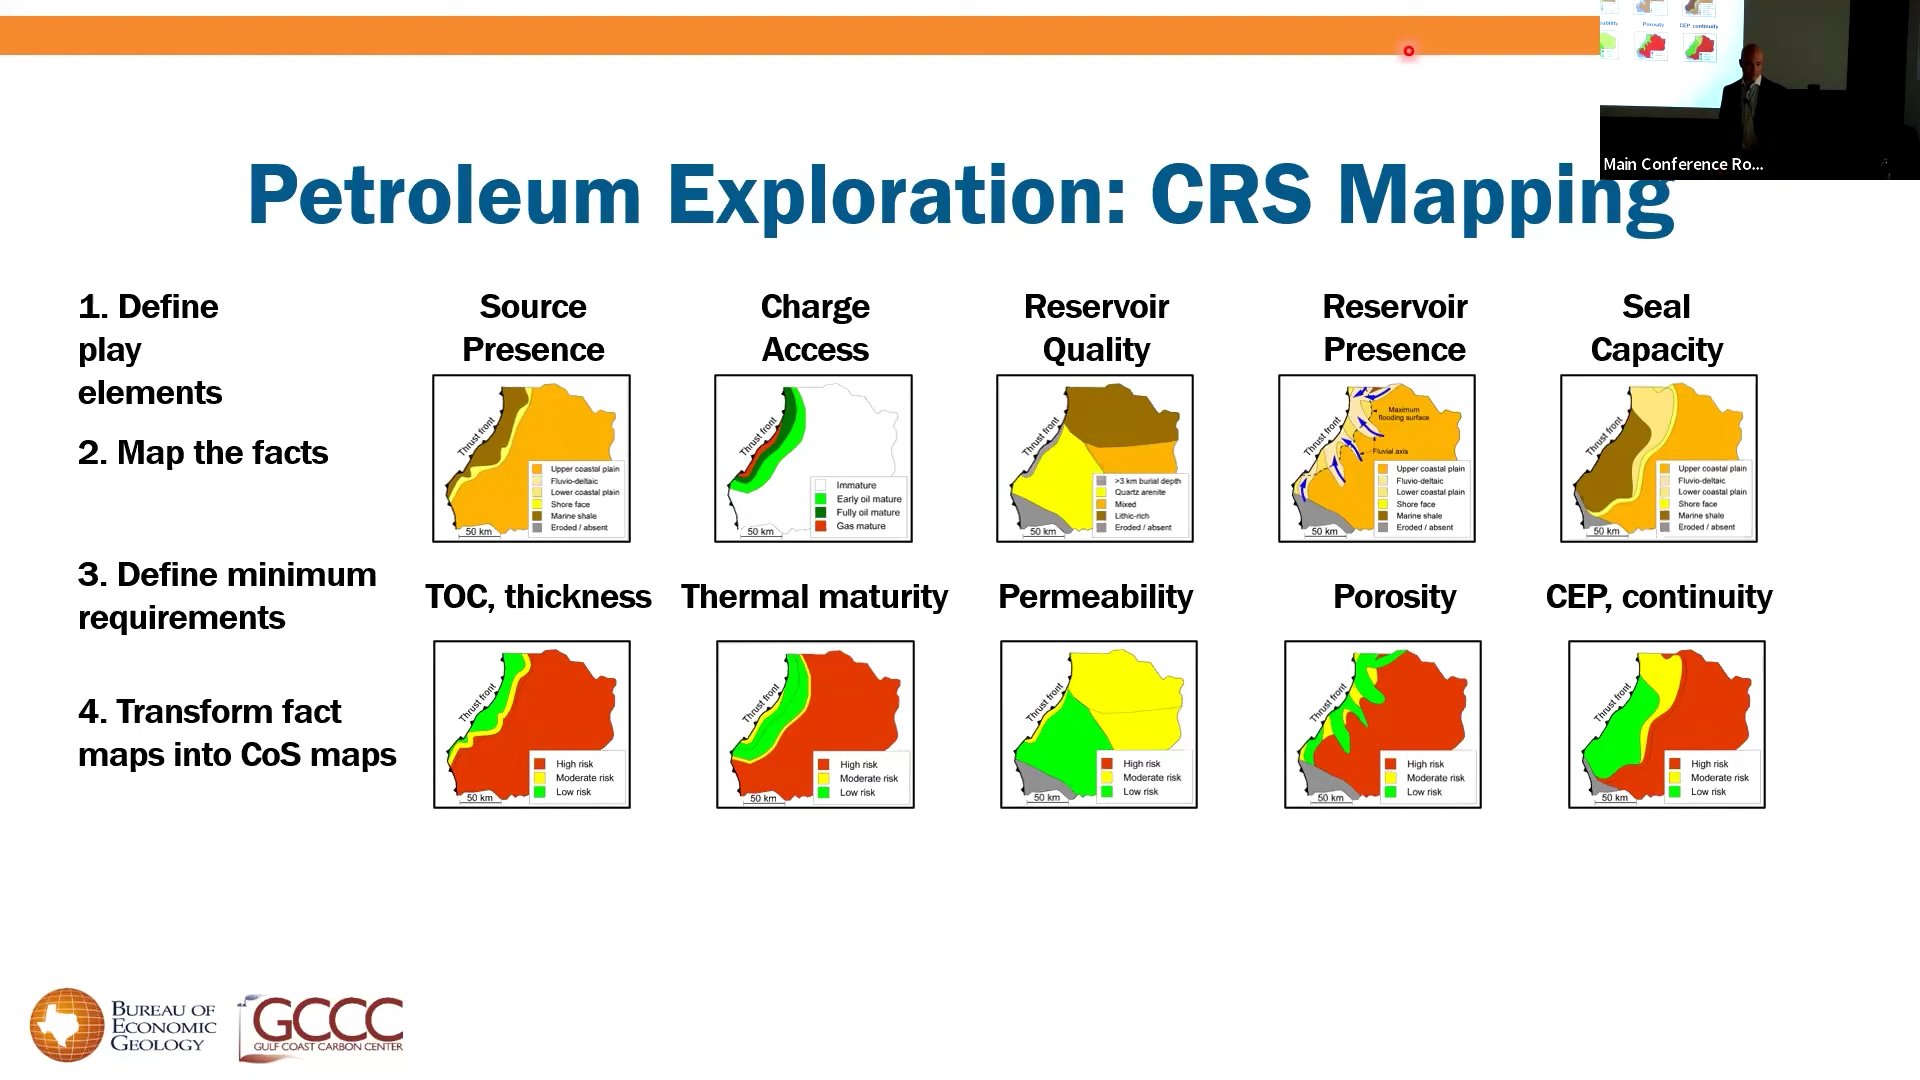 Porosity
CEP, continuity
Main Conference Ro...
Petroleum Exploration: CRS Mapping
1. Define
play
elements
2. Map the facts
3. Define minimum
requirements
4. Transform fact
maps into CoS maps
Source
Presence
Charge
Access
Reservoir
Quality
Reservoir
Presence
Seal
Capacity
Thrust front
Upper coastal plain
Fluvio-deltaic
Lower coastal plain
Shore face
Marine shale
Eroded / absent
50 km
Thrust front
Immature
Early oil mature
Fully oil mature
Gas mature
50 km
Thrust front
>3 km burial depth
Quartz arenite
Mixed
Lithic-rich
Eroded / absent
50 km
Thrust front
Maximum
flooding surface
Fluvial axis
Upper coastal plain
Fluvio-deltaic
Lower coastal plain
Shore face
Marine shale
Eroded / absent
50 km
Thrust front
Upper coastal plain
Fluvio-deltaic
Lower coastal plain
Shore face
Marine shale
Eroded / absent
50 km
TOC, thickness
Thermal maturity
Permeability
Porosity
CEP, continuity
Thrust front
High risk
Moderate risk
Low risk
50 km
Thrust front
High risk
Moderate risk
Low risk
50 km
Thrust front
High risk
Moderate risk
Low risk
50 km
Thrust front
High risk
Moderate risk
Low risk
50 km
Thrust front
High risk
Moderate risk
Low risk
50 km
BUREAU OF
ECONOMIC
GEOLOGY
GCCC
GULF COAST CARBON CENTER